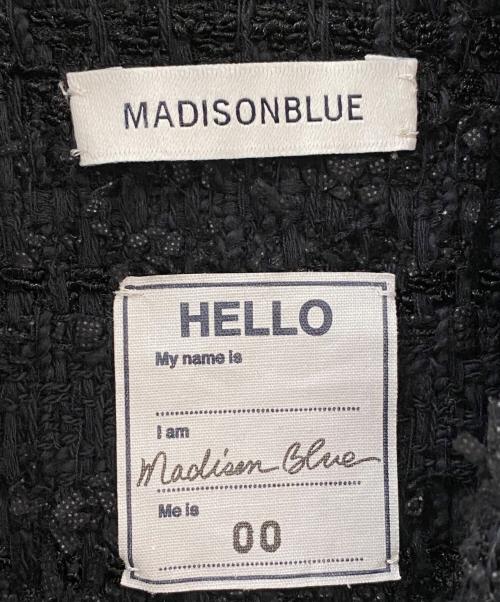 MADISONBLUE
HELLO
My name is
I am
Madison Blue
Me is
00